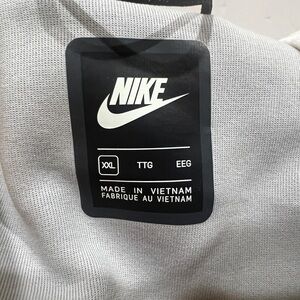 NIKE
XXL TTG EEG
MADE IN VIETNAM
FABRIQUE AU VIETNAM